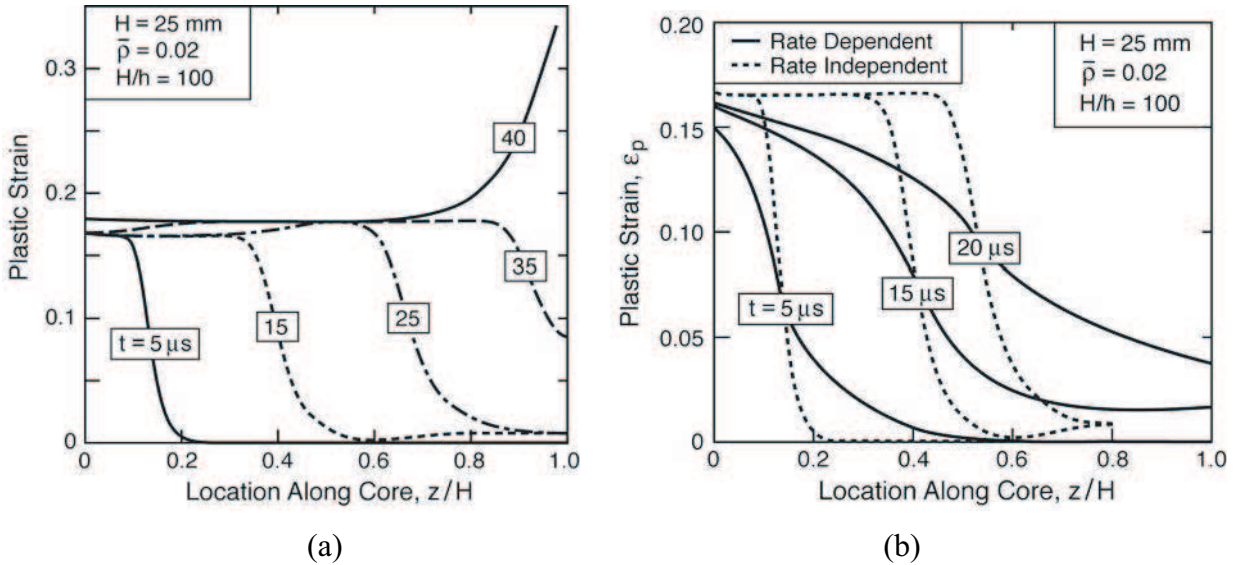 H = 25 mm
ρ̄ = 0.02
H/h = 100
0.3
0.2
0.1
0
Plastic Strain
40
35
25
15
t = 5 μs
0
0.2
0.4
0.6
0.8
1.0
Location Along Core, z/H
(a)
Rate Dependent
Rate Independent
H = 25 mm
ρ̄ = 0.02
H/h = 100
0.20
0.15
0.10
0.05
0
Plastic Strain, εp
20 μs
15 μs
t = 5 μs
0
0.2
0.4
0.6
0.8
1.0
Location Along Core, z/H
(b)